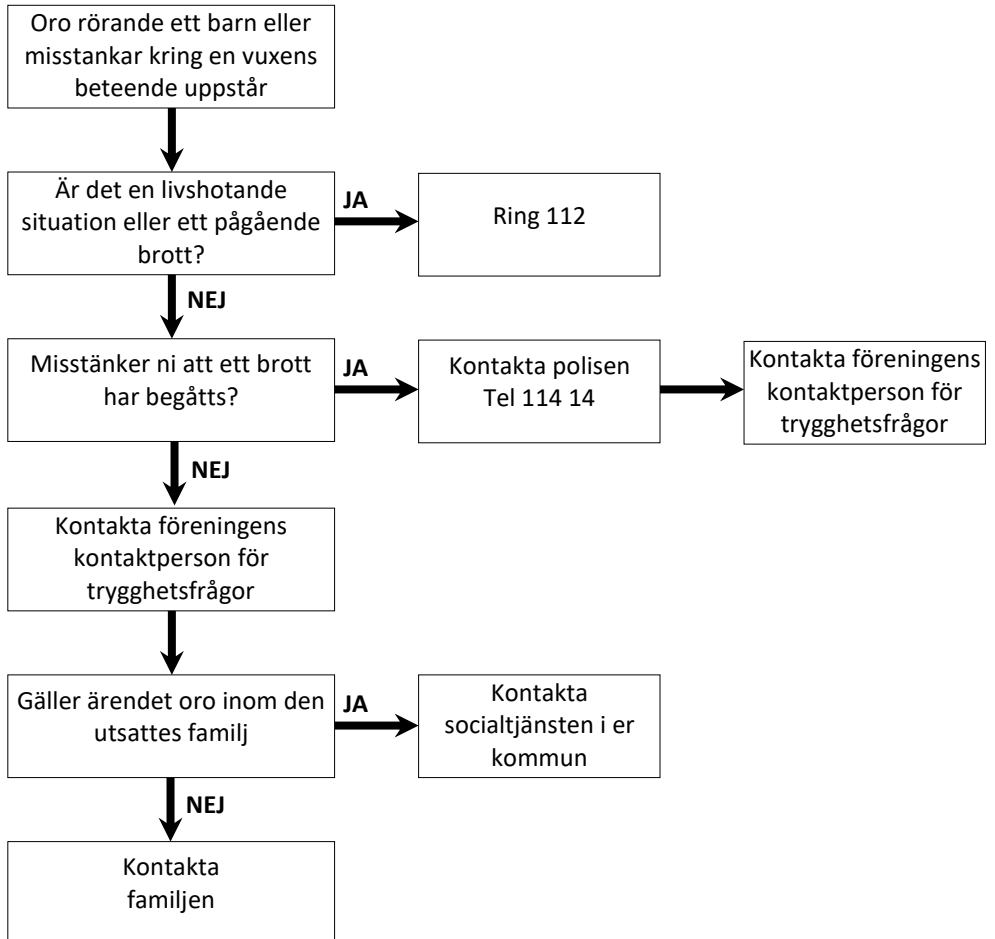 Oro rörande ett barn eller
misstankar kring en vuxens
beteende uppstår
Är det en livshotande
situation eller ett pågående
brott?
JA
Ring 112
NEJ
Misstänker ni att ett brott
har begåtts?
JA
Kontakta polisen
Tel 114 14
Kontakta föreningens
kontaktperson för
trygghetsfrågor
NEJ
Kontakta föreningens
kontaktperson för
trygghetsfrågor
Gäller ärendet oro inom den
utsattes familj
JA
Kontakta
socialtjänsten i er
kommun
NEJ
Kontakta
familjen